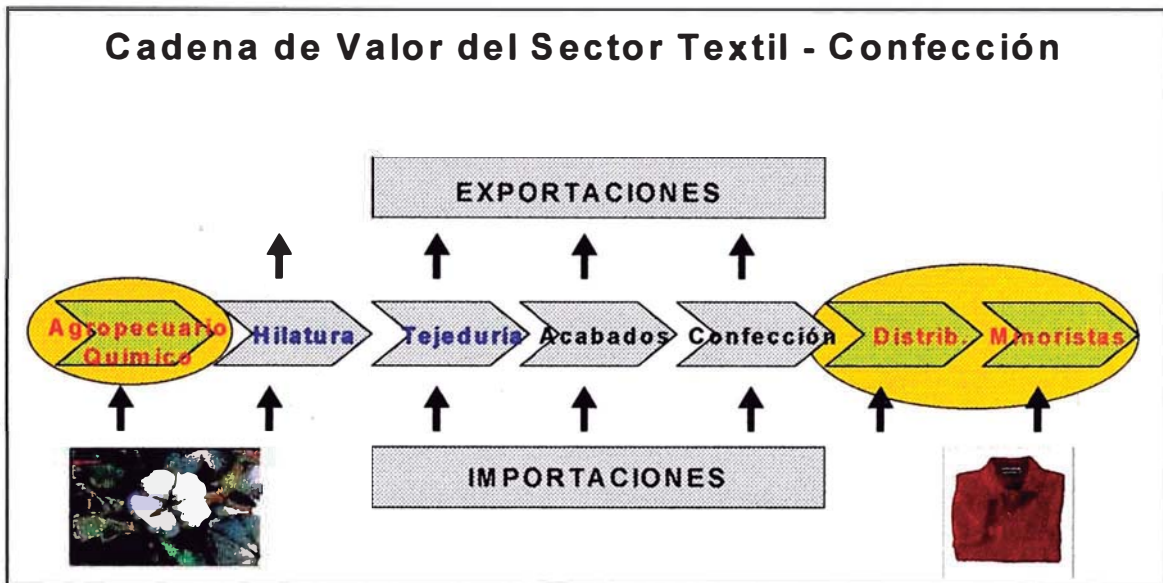 Cadena de Valor del Sector Textil - Confección
EXPORTACIONES
Agropecuario
Químico
Hilatura
Tejeduría
Acabados
Confección
Distrib.
Minoristas
IMPORTACIONES